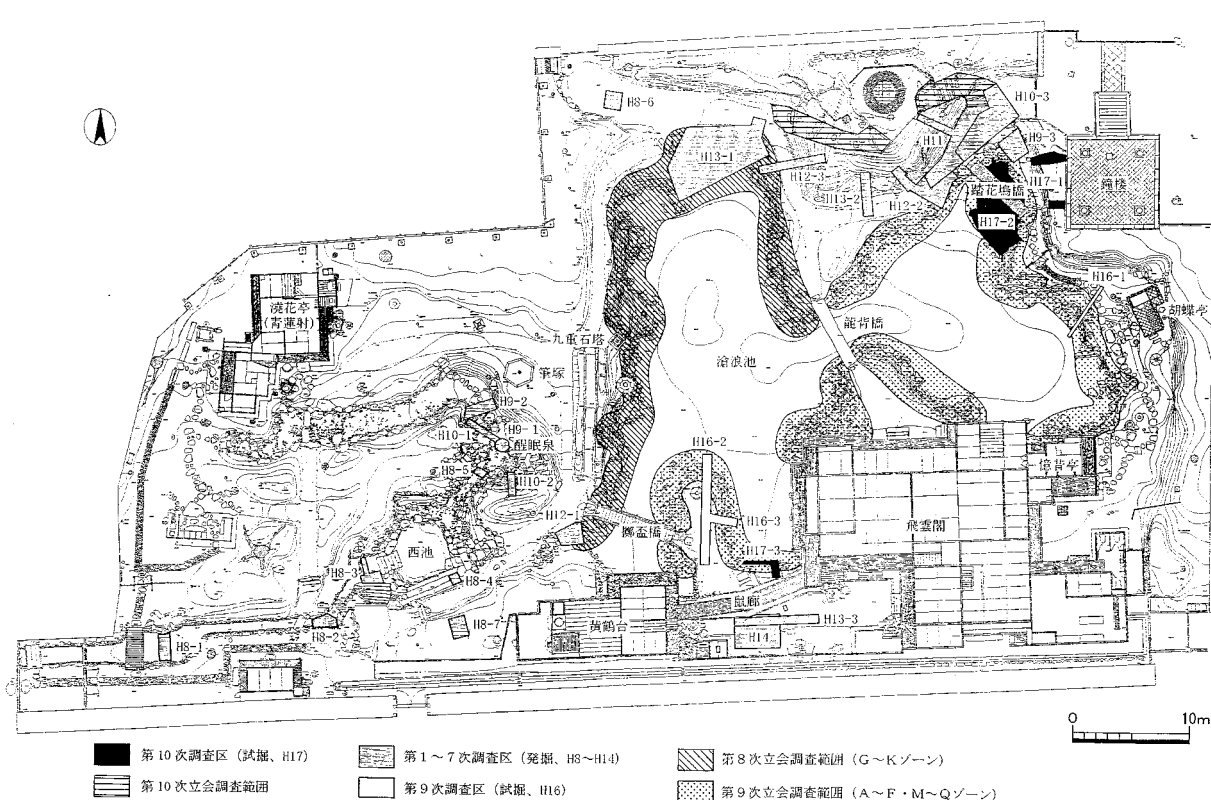 H8-6
H10-3
H11
H9-3
H13-1
H12-3
H17-1
鐘楼
踏花塢橋
H13-2
H12-2
H17-2
H16-1
胡蝶亭
澆花亭
(青蓮榭)
龍背橋
九重石塔
滄浪池
筆塚
H9-2
H9-1
H10-1
醒眠泉
H16-2
H8-5
H10-2
憶昔亭
H12-1
擲盃橋
H16-3
飛雲閣
西池
H17-3
H8-3
H8-4
鼠廊
H8-2
H8-7
黄鶴台
H14
H13-3
H8-1
0 10m
第10次調査区(試掘、H17)
第1~7次調査区(発掘、H8~H14)
第8次立会調査範囲(G~Kゾーン)
第10次立会調査範囲
第9次調査区(試掘、H16)
第9次立会調査範囲(A~F・M~Qゾーン)